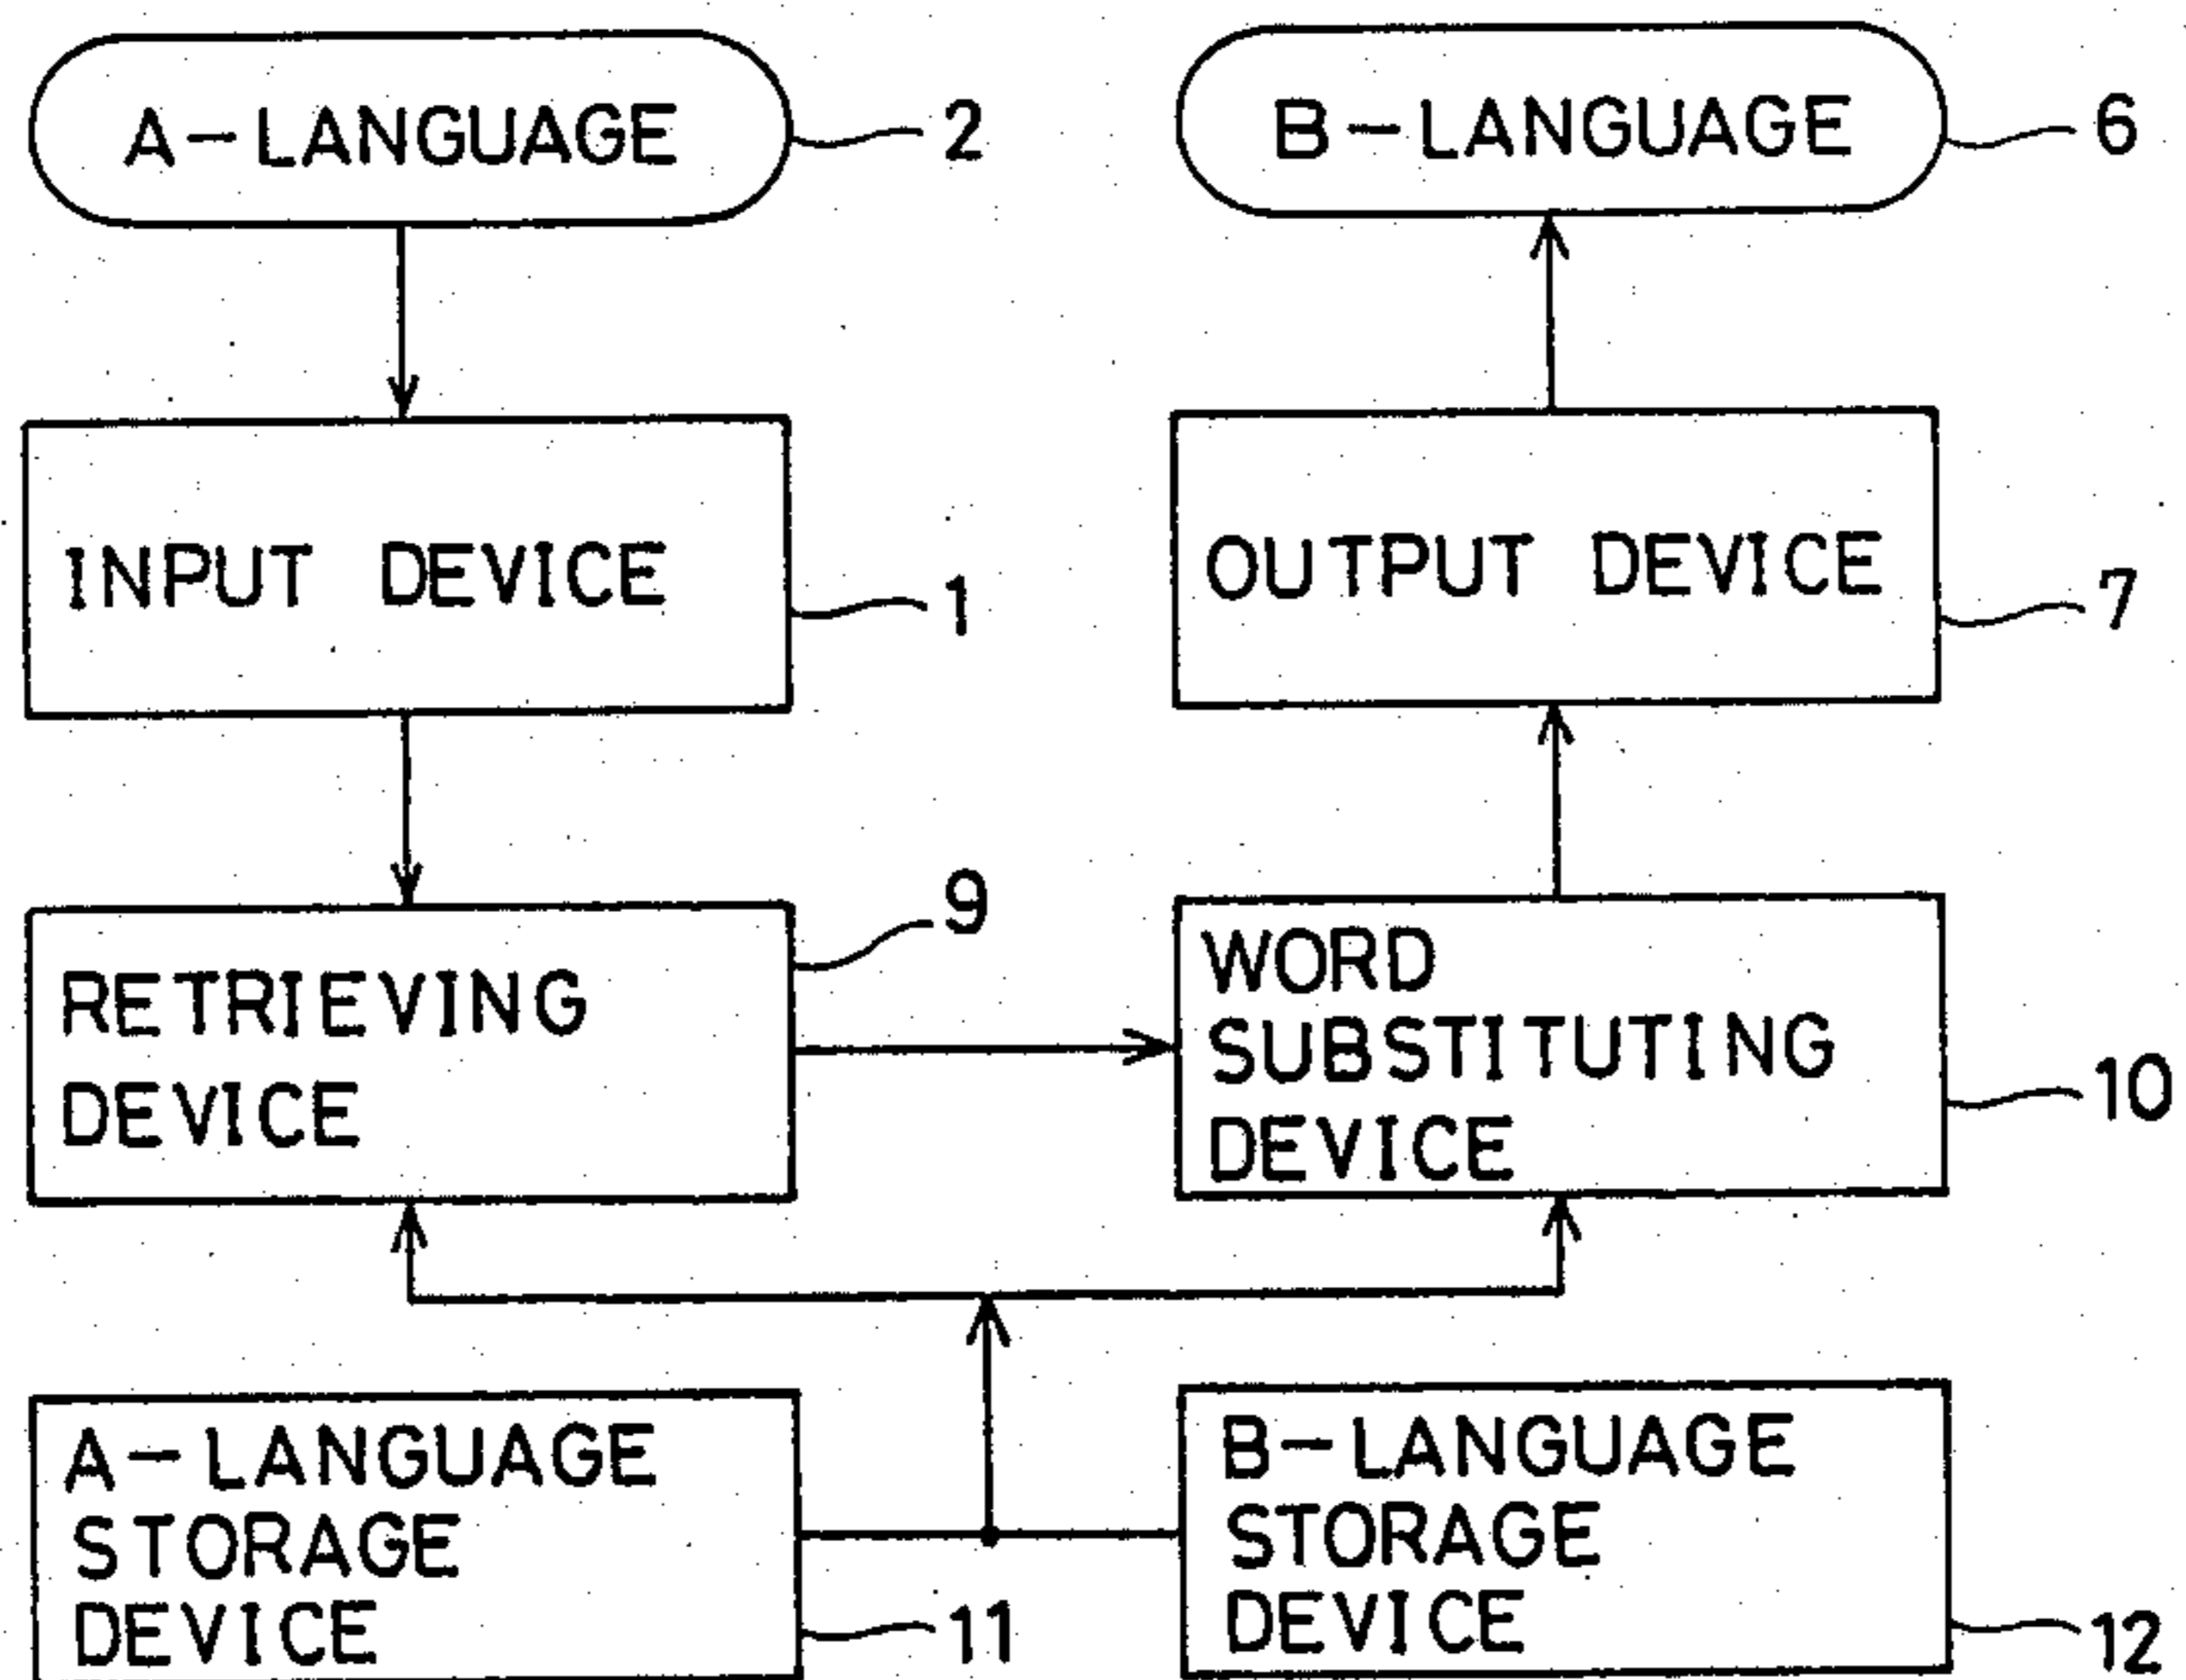 A-LANGUAGE
2
B-LANGUAGE
6
INPUT DEVICE
1
OUTPUT DEVICE
7
RETRIEVING
DEVICE
9
WORD
SUBSTITUTING
DEVICE
10
A-LANGUAGE
STORAGE
DEVICE
11
B-LANGUAGE
STORAGE
DEVICE
12